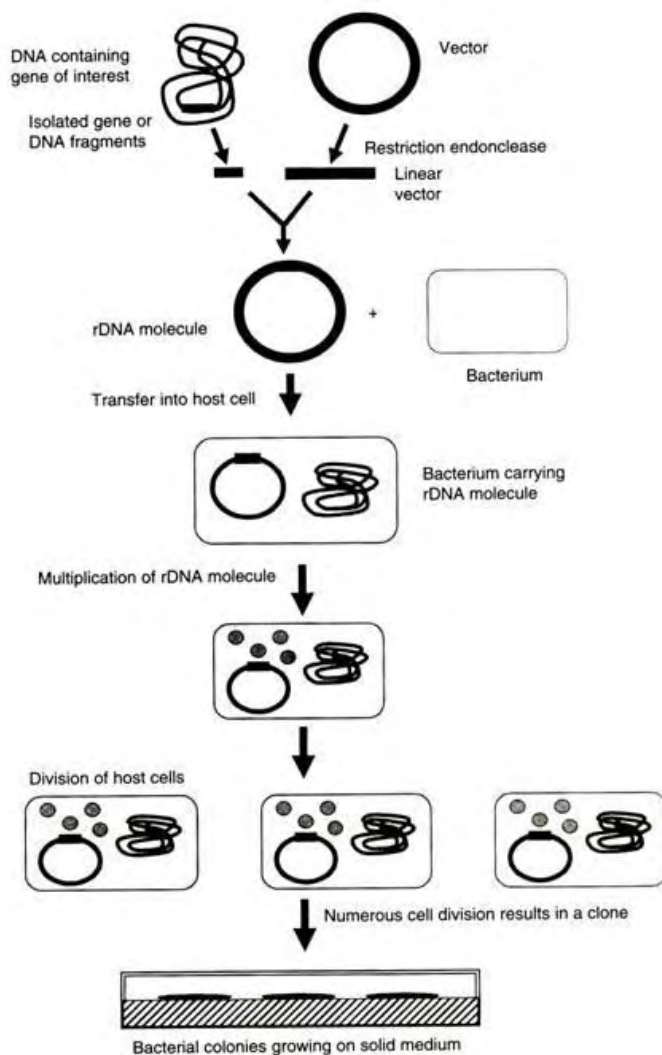 DNA containing
gene of interest
Vector
Isolated gene or
DNA fragments
Restriction endonclease
Linear
vector
rDNA molecule
+
Bacterium
Transfer into host cell
Bacterium carrying
rDNA molecule
Multiplication of rDNA molecule
Division of host cells
Numerous cell division results in a clone
Bacterial colonies growing on solid medium